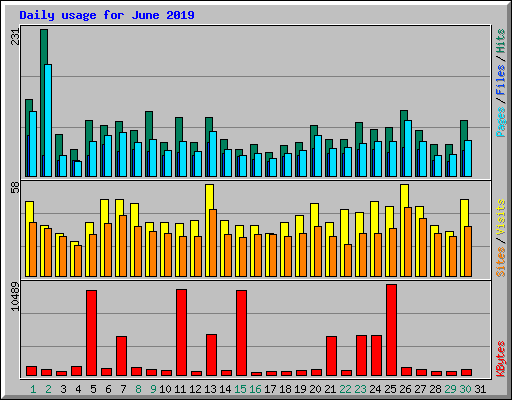 Daily usage for June 2019
231
Pages / Files / Hits
58
Sites / Visits
10489
KBytes
1 2 3 4 5 6 7 8 9 10 11 12 13 14 15 16 17 18 19 20 21 22 23 24 25 26 27 28 29 30 31